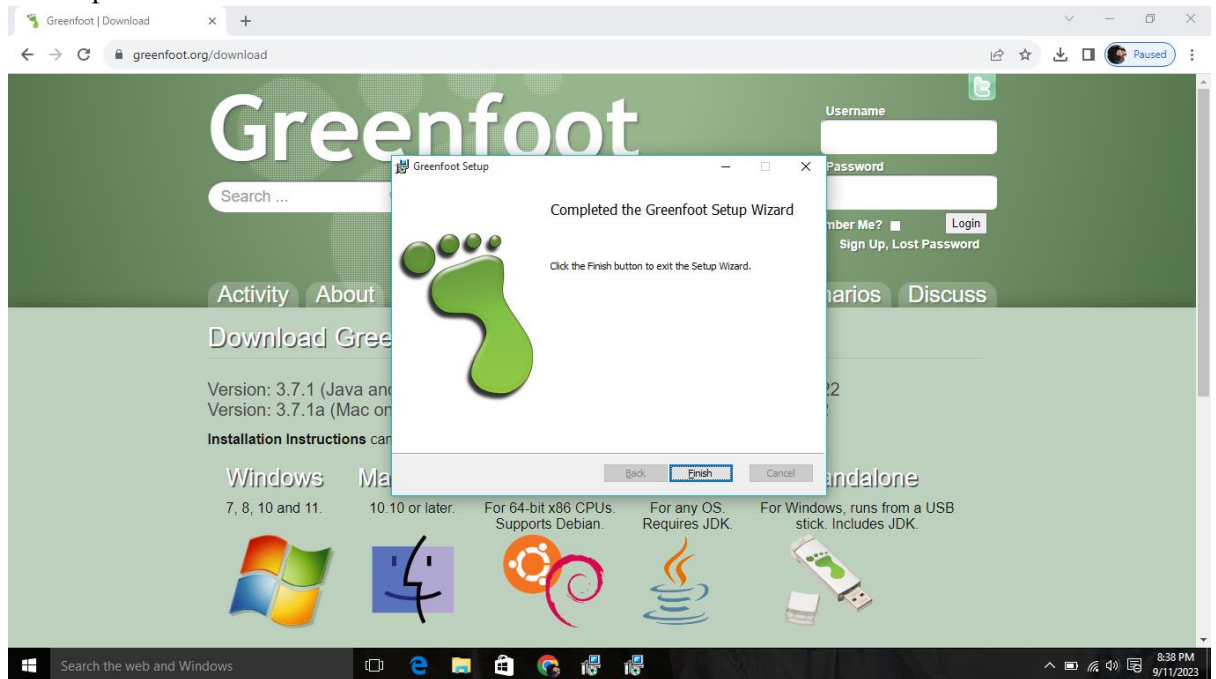 Greenfoot | Download
greenfoot.org/download
Paused
Greenfoot
Username
Password
Search ...
mber Me?
Login
Sign Up, Lost Password
Greenfoot Setup
Completed the Greenfoot Setup Wizard
Click the Finish button to exit the Setup Wizard.
Back Finish Cancel
Activity About
arios Discuss
Download Gree
Version: 3.7.1 (Java and
22
Version: 3.7.1a (Mac on
Installation Instructions can
Windows Ma
andalone
7, 8, 10 and 11. 10.10 or later. For 64-bit x86 CPUs. For any OS. For Windows, runs from a USB
Supports Debian. Requires JDK. stick. Includes JDK.
Search the web and Windows
8:38 PM
9/11/2023